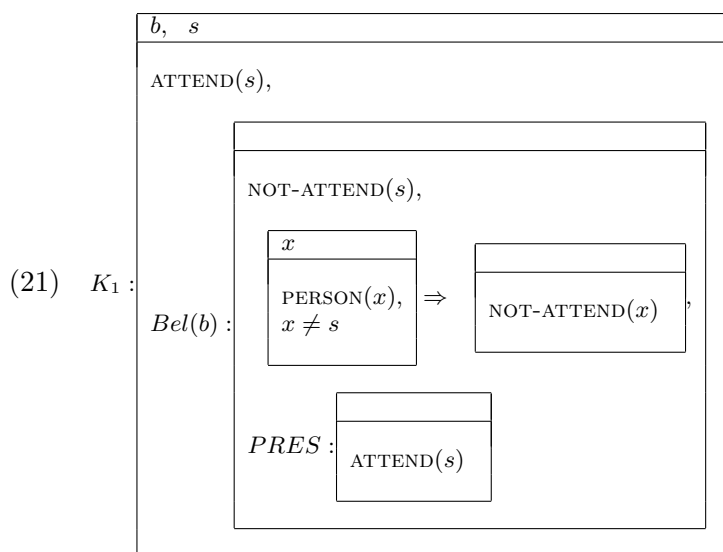 b, s
ATTEND(s),
NOT-ATTEND(s),
x
PERSON(x),
x ≠ s
⇒
NOT-ATTEND(x)
,
(21) K₁ :
Bel(b) :
PRES :
ATTEND(s)